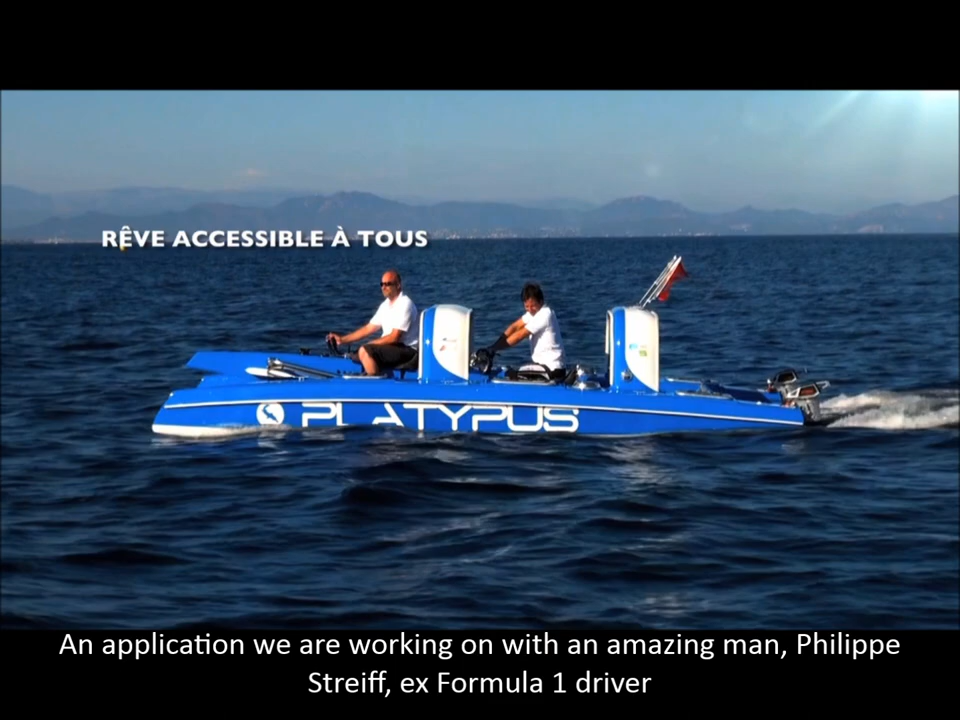 RÊVE ACCESSIBLE À TOUS
PLATYPUS
An application we are working on with an amazing man, Philippe
Streiff, ex Formula 1 driver